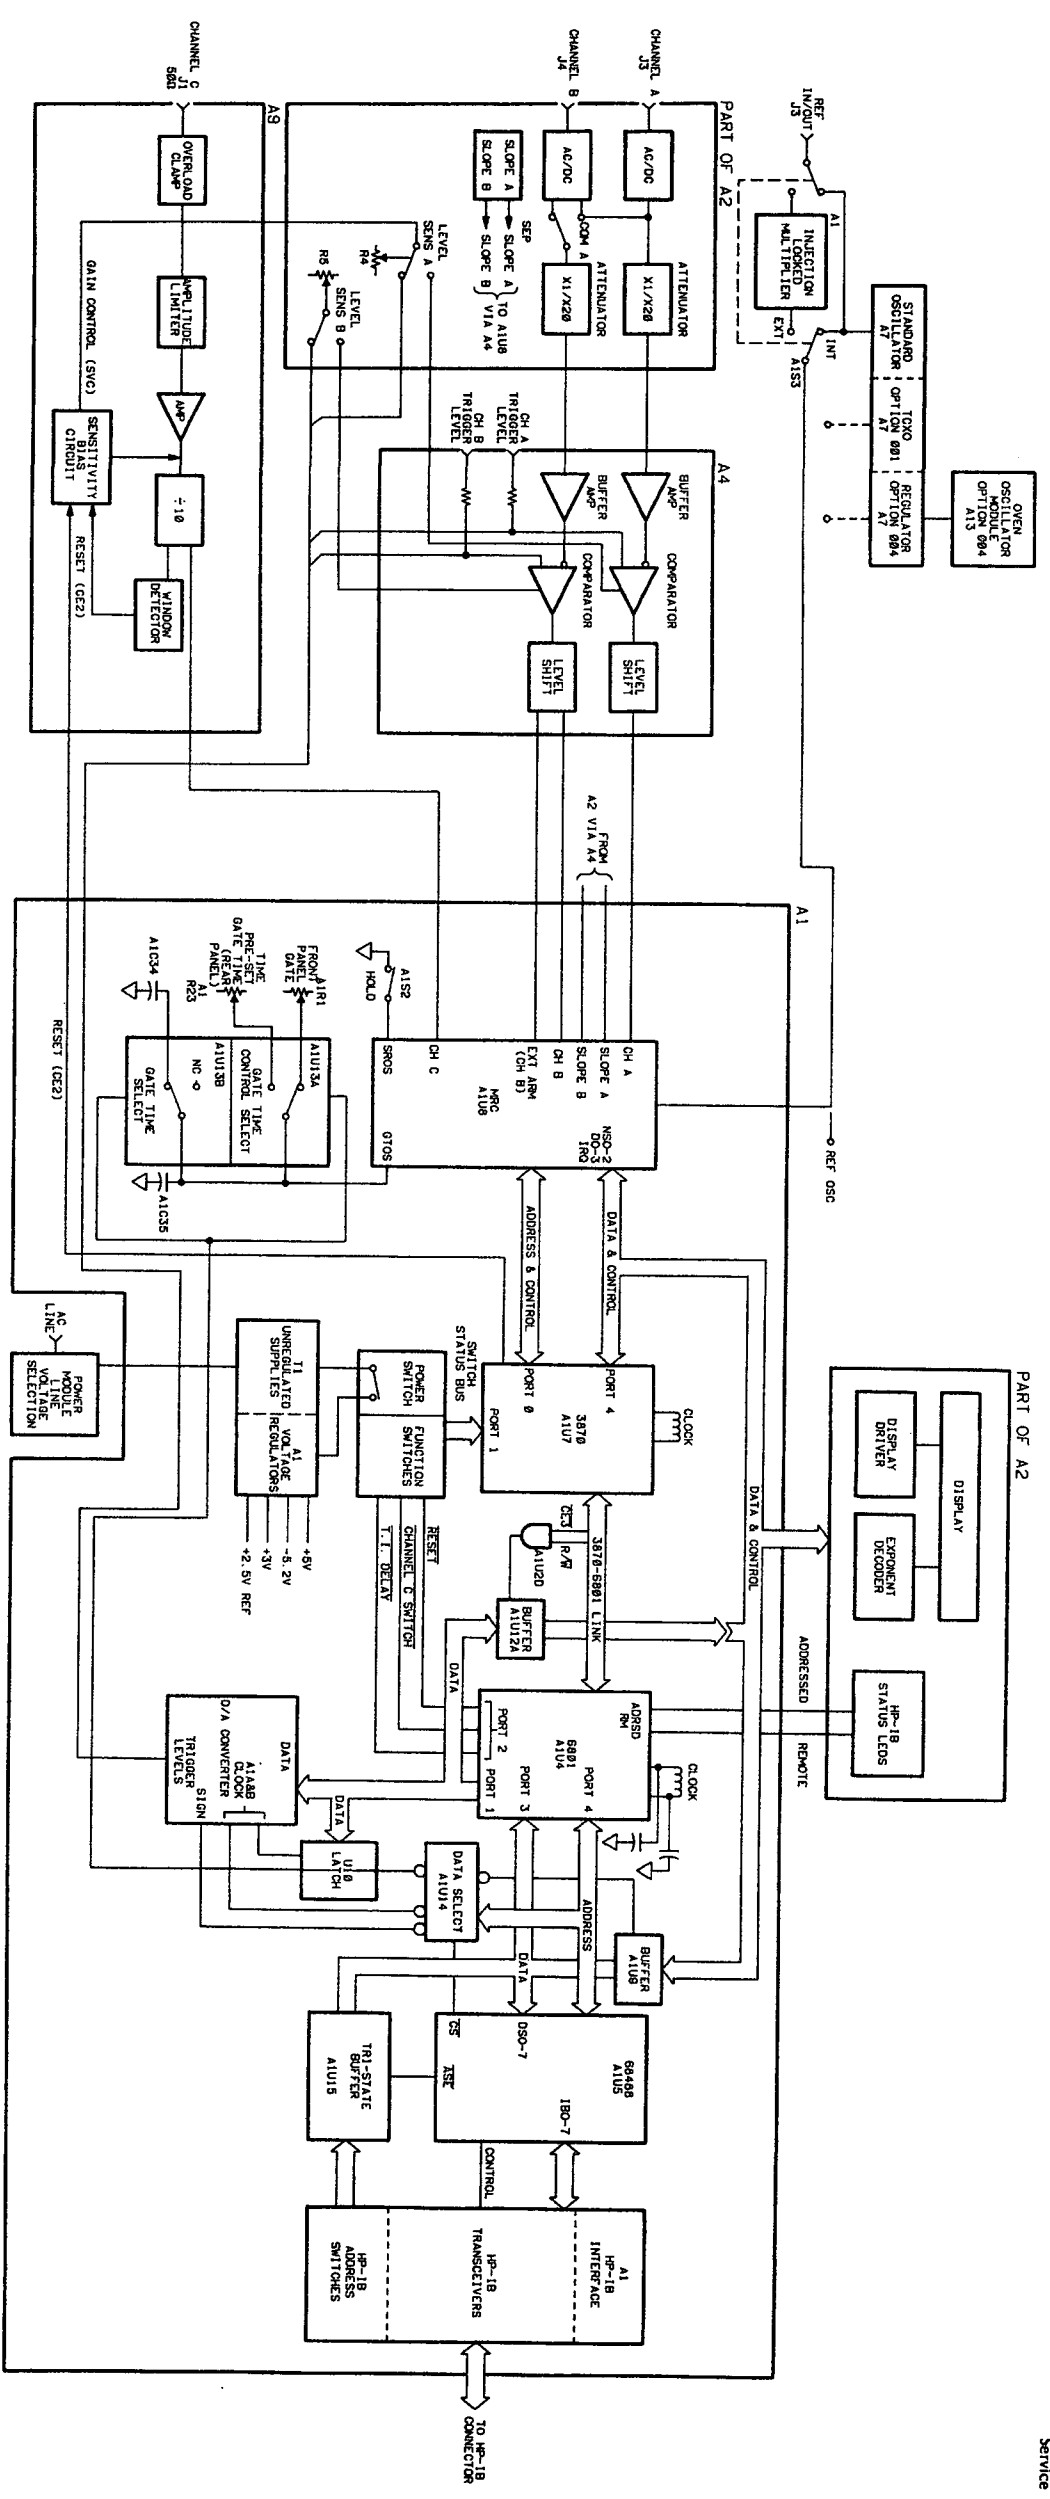 Service
OVEN
OSCILLATOR
MODULE
OPTION 004
A13
STANDARD
OSCILLATOR
A7
TCXO
OPTION 001
A7
REGULATOR
OPTION 004
A7
REF
IN/OUT
J3
A1
INJECTION
LOCKED
MULTIPLIER
EXT
INT
A1S3
REF OSC
PART OF A2
CHANNEL A
J3
CHANNEL B
J4
AC/DC
AC/DC
COM A
ATTENUATOR
X1/X20
X1/X20
ATTENUATOR
SLOPE A
SLOPE B
SEP
SLOPE A
SLOPE B
TO A1U8
VIA A4
LEVEL
SENS A
R4
LEVEL
SENS B
R5
A4
BUFFER
AMP
BUFFER
AMP
COMPARATOR
COMPARATOR
LEVEL
SHIFT
LEVEL
SHIFT
CH A
TRIGGER
LEVEL
CH B
TRIGGER
LEVEL
FROM
A2 VIA A4
A9
CHANNEL C
J1
50Ω
OVERLOAD
CLAMP
AMPLITUDE
LIMITER
AMP
÷10
WINDOW
DETECTOR
SENSITIVITY
BIAS
CIRCUIT
GAIN CONTROL (SVC)
RESET (CE2)
A1
CH A
SLOPE A
SLOPE B
CH B
EXT ARM
(CH B)
CH C
SROS
MRC
A1U8
NSO-2
DO-3
IRQ
GTOS
A1S2
HOLD
A1R1
FRONT
PANEL
GATE
TIME
PRE-SET
GATE TIME
(REAR
PANEL)
A1
R23
A1C34
A1U13A
GATE TIME
CONTROL SELECT
A1U13B
NC
GATE TIME
SELECT
A1C35
RESET (CE2)
DATA & CONTROL
ADDRESS & CONTROL
PORT 4
PORT 0
3870
A1U7
PORT 1
CLOCK
SWITCH
STATUS BUS
POWER
SWITCH
FUNCTION
SWITCHES
T1
UNREGULATED
SUPPLIES
A1
VOLTAGE
REGULATORS
+5V
-5.2V
+3V
+2.5V REF
AC
LINE
POWER
MODULE
LINE
VOLTAGE
SELECTION
RESET
CHANNEL C SWITCH
T.I. DELAY
CE3
R/W
A1U2D
3870-6801 LINK
BUFFER
A1U12A
DATA
DATA & CONTROL
PART OF A2
DISPLAY
DISPLAY
DRIVER
EXPONENT
DECODER
HP-IB
STATUS LEDS
ADDRESSED
REMOTE
ADRSD
RM
PORT 2
6801
A1U4
PORT 4
PORT 3
PORT 1
CLOCK
DATA
D/A CONVERTER
A1A&B
CLOCK
TRIGGER
LEVELS
SIGN
DATA
U10
LATCH
DATA SELECT
A1U14
ADDRESS
DATA
BUFFER
A1U6
68488
A1U5
DSO-7
IBO-7
CS
ASE
TRI-STATE
BUFFER
A1U15
CONTROL
A1
HP-IB
INTERFACE
HP-IB
TRANSCEIVERS
HP-IB
ADDRESS
SWITCHES
TO HP-IB
CONNECTOR